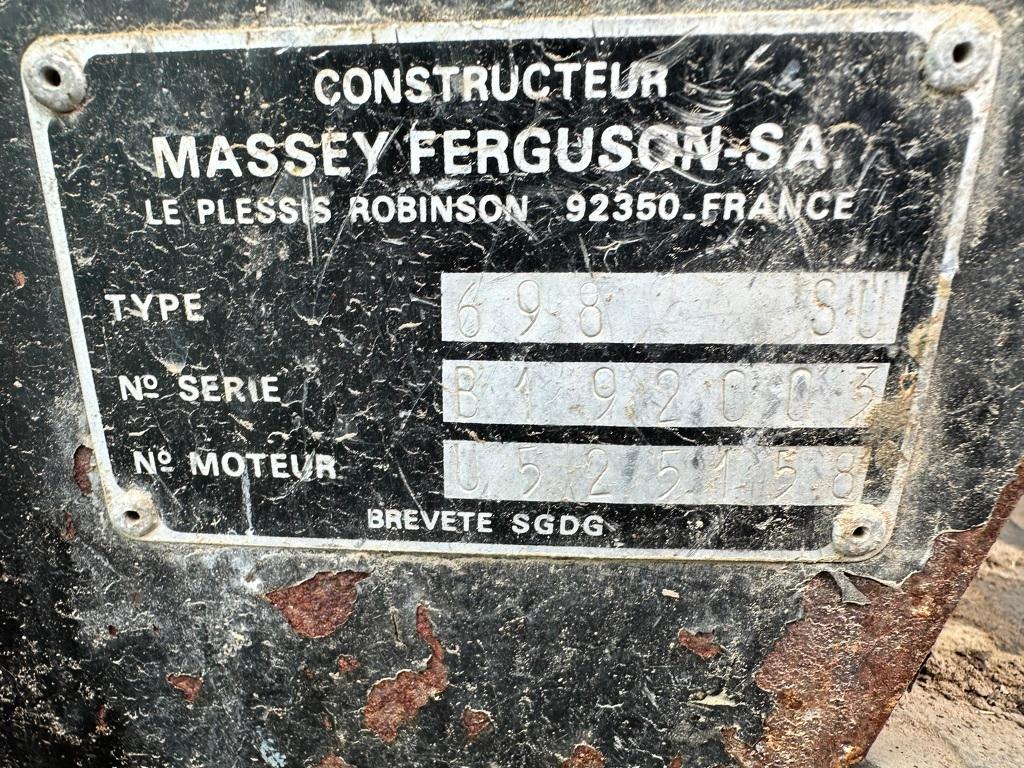 CONSTRUCTEUR
MASSEY FERGUSON-SA.
LE PLESSIS ROBINSON 92350-FRANCE
TYPE 698 SU
Nº SERIE B192003
Nº MOTEUR U525158
BREVETE SGDG